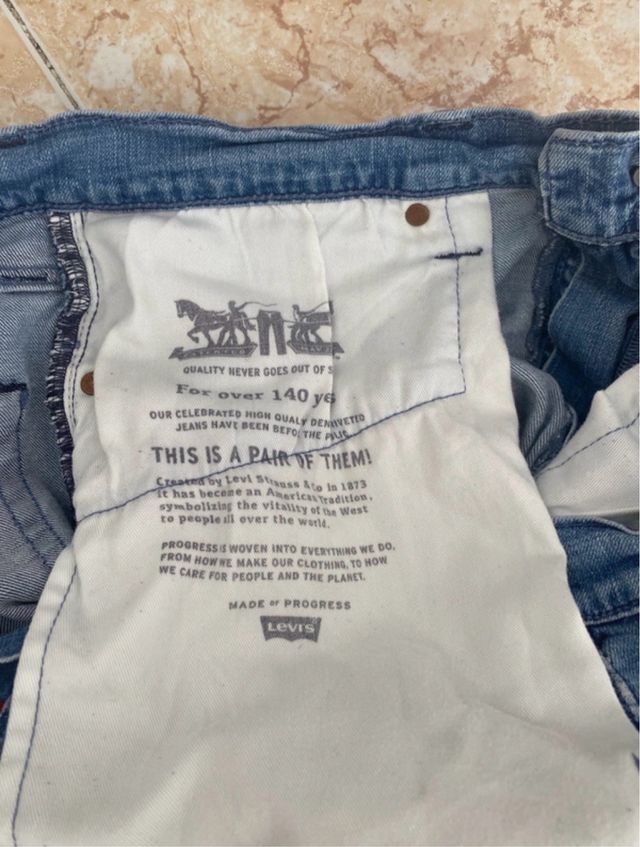 QUALITY NEVER GOES OUT OF S
For over 140 y
OUR CELEBRATED HIGH
JEANS HAVE BEEN BEFO THE
THIS IS A PAIR OF THEM!
Created by Levi Strauss & Co in 1873
it has become an American Tradition,
symbolizing the vitality of the West
to people all over the world.
PROGRESS IS WOVEN INTO EVERYTHING WE DO,
FROM HOW WE MAKE OUR CLOTHING, TO HOW
WE CARE FOR PEOPLE AND THE PLANET.
MADE OF PROGRESS
Levi's